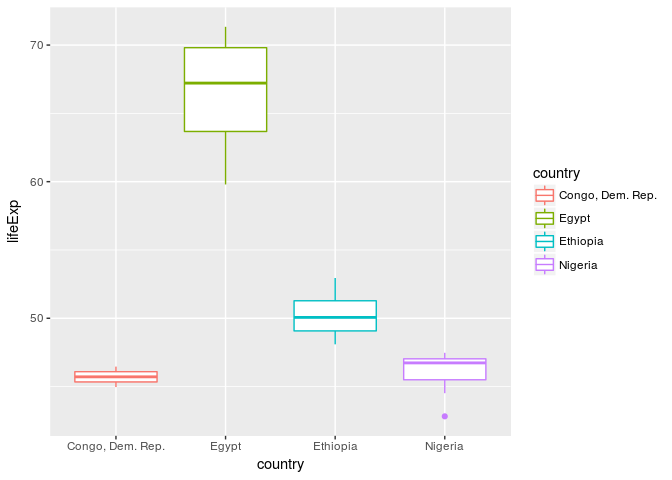 70
60
50
lifeExp
Congo, Dem. Rep.
Egypt
Ethiopia
Nigeria
country
country
Congo, Dem. Rep.
Egypt
Ethiopia
Nigeria